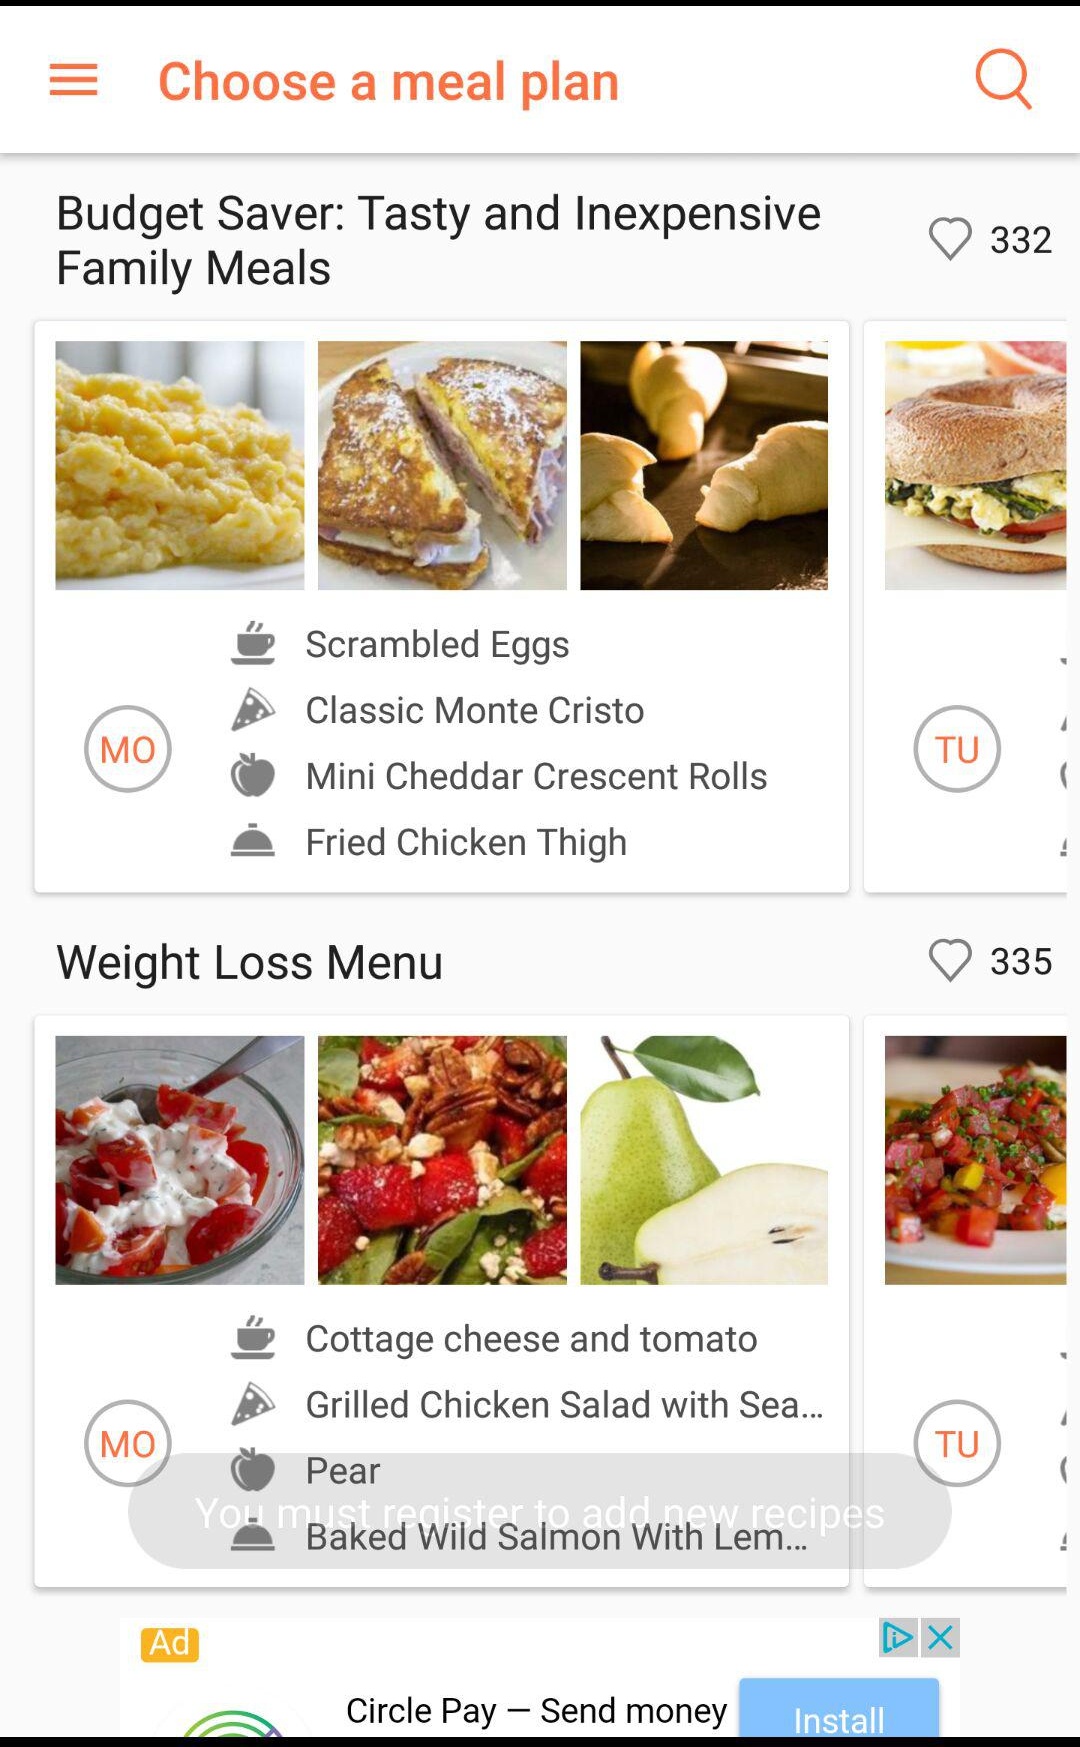 Choose a meal plan
Budget Saver: Tasty and Inexpensive
Family Meals
332
Scrambled Eggs
Classic Monte Cristo
MO
TU
Mini Cheddar Crescent Rolls
Fried Chicken Thigh
Weight Loss Menu
335
Cottage cheese and tomato
Grilled Chicken Salad with Sea...
MO
TU
Pear
You must register to add new recipes
Baked Wild Salmon With Lem...
Ad
Circle Pay — Send money
Install